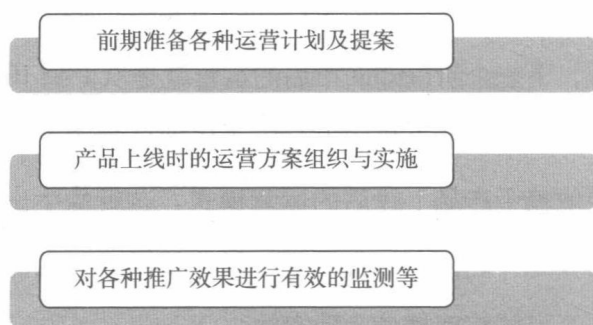 前期准备各种运营计划及提案
产品上线时的运营方案组织与实施
对各种推广效果进行有效的监测等